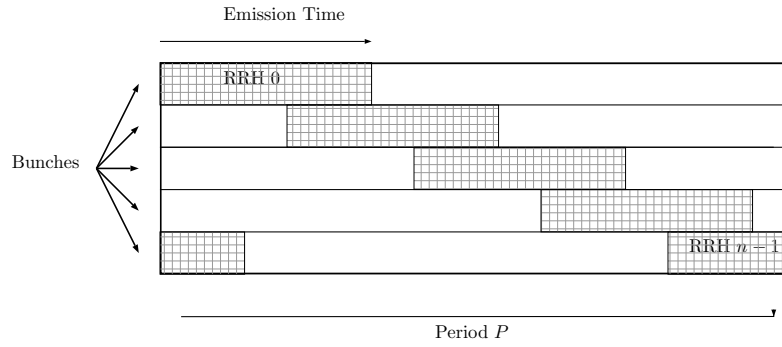 Emission Time
RRH 0
Bunches
RRH n − 1
Period P